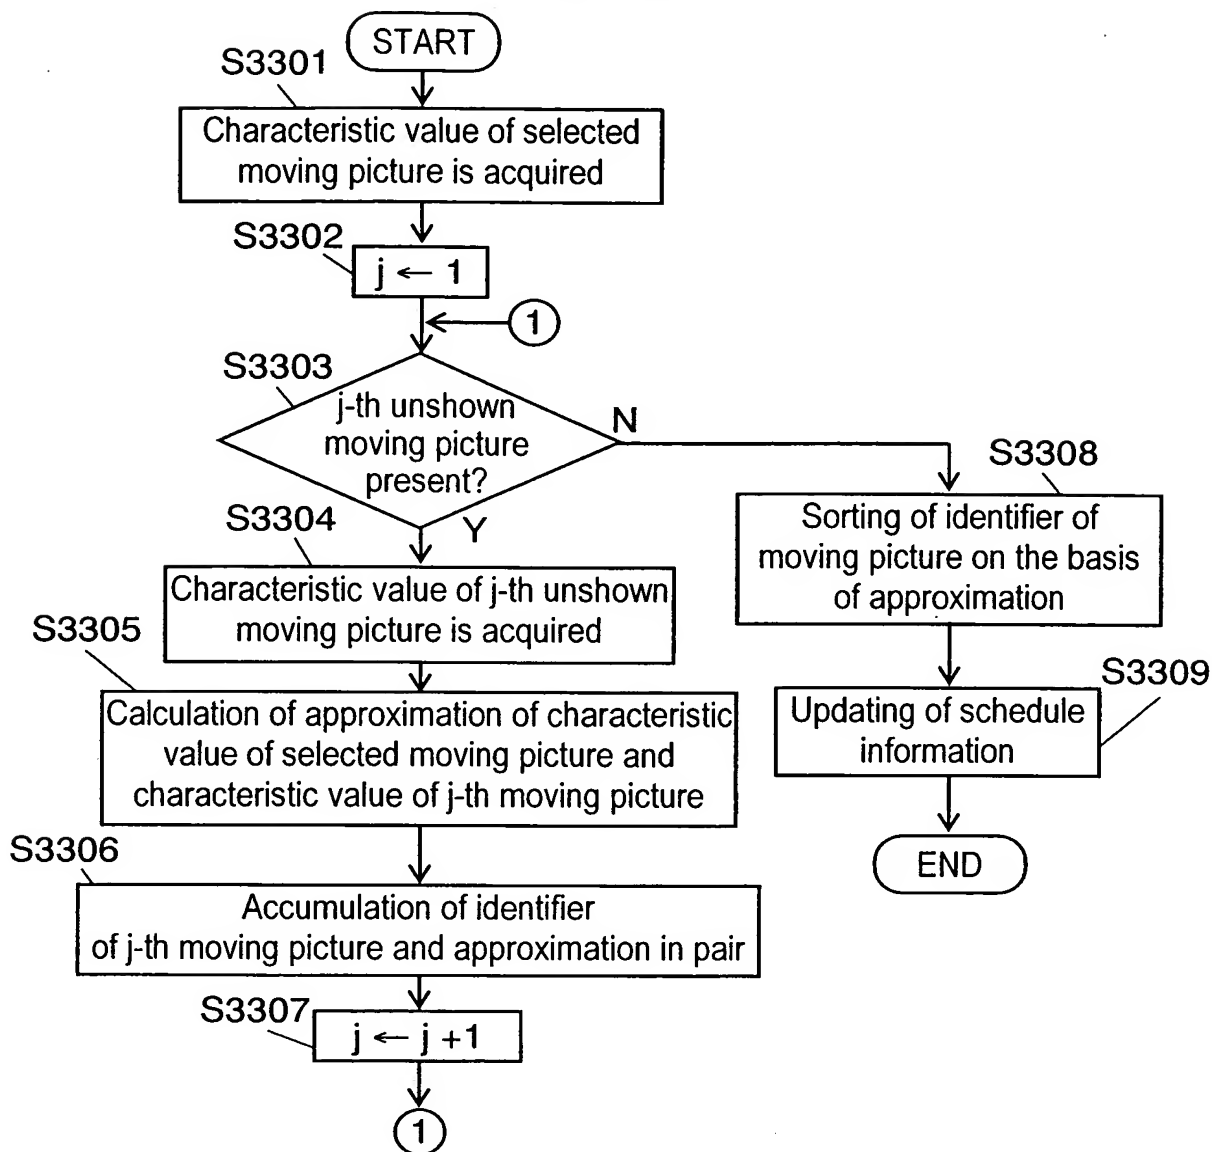 START
S3301
Characteristic value of selected
moving picture is acquired
S3302
j ← 1
1
S3303
j-th unshown
moving picture
present?
N
Y
S3304
Characteristic value of j-th unshown
moving picture is acquired
S3305
Calculation of approximation of characteristic
value of selected moving picture and
characteristic value of j-th moving picture
S3306
Accumulation of identifier
of j-th moving picture and approximation in pair
S3307
j ← j +1
1
S3308
Sorting of identifier of
moving picture on the basis
of approximation
S3309
Updating of schedule
information
END